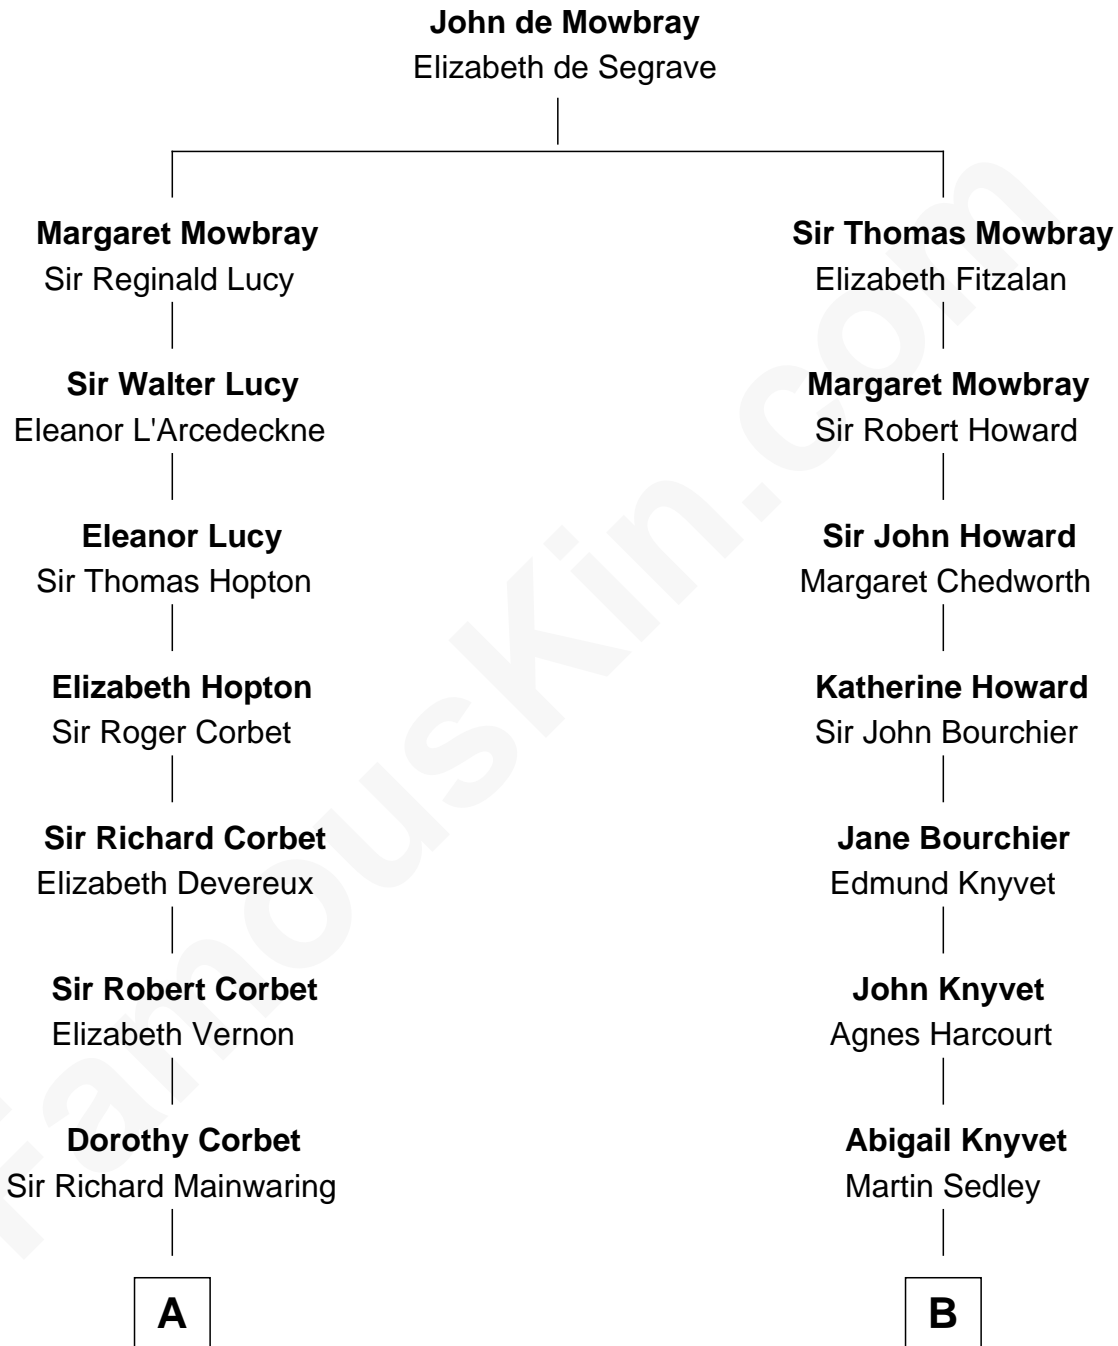 John de Mowbray
Elizabeth de Segrave
Margaret Mowbray
Sir Reginald Lucy
Sir Walter Lucy
Eleanor L'Arcedeckne
Eleanor Lucy
Sir Thomas Hopton
Elizabeth Hopton
Sir Roger Corbet
Sir Richard Corbet
Elizabeth Devereux
Sir Robert Corbet
Elizabeth Vernon
Dorothy Corbet
Sir Richard Mainwaring
A
Sir Thomas Mowbray
Elizabeth Fitzalan
Margaret Mowbray
Sir Robert Howard
Sir John Howard
Margaret Chedworth
Katherine Howard
Sir John Bourchier
Jane Bourchier
Edmund Knyvet
John Knyvet
Agnes Harcourt
Abigail Knyvet
Martin Sedley
B
FamousKin.com